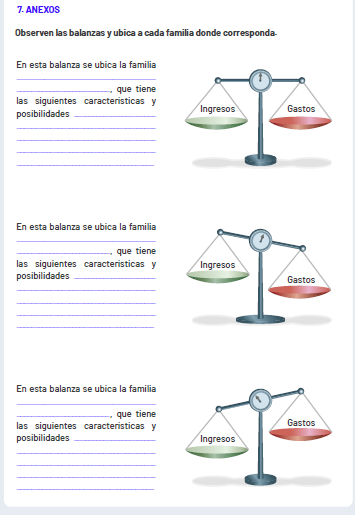 7. ANEXOS
Observen las balanzas y ubica a cada familia donde corresponda.
En esta balanza se ubica la familia
, que tiene
las siguientes características y
posibilidades
Ingresos
Gastos
En esta balanza se ubica la familia
, que tiene
las siguientes características y
posibilidades
Ingresos
Gastos
En esta balanza se ubica la familia
, que tiene
las siguientes características y
posibilidades
Ingresos
Gastos